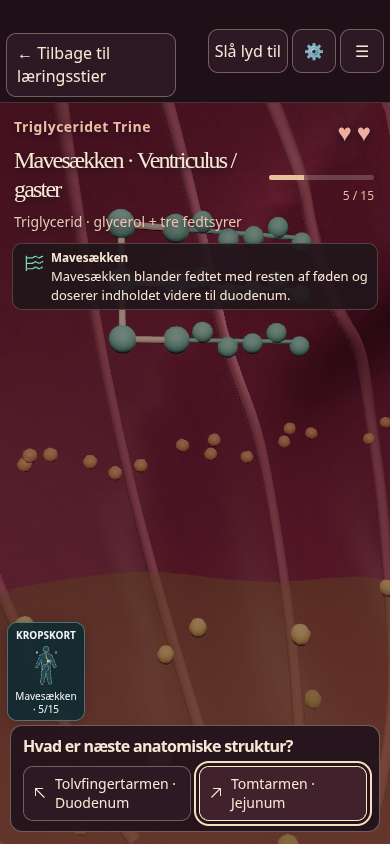 ← Tilbage til
læringsstier
Slå lyd til
Triglyceridet Trine
Mavesækken · Ventriculus /
gaster
5 / 15
Triglycerid · glycerol + tre fedtsyrer
Mavesækken
Mavesækken blander fedtet med resten af føden og
doserer indholdet videre til duodenum.
KROPSKORT
Mavesækken
· 5/15
Hvad er næste anatomiske struktur?
Tolvfingertarmen ·
Duodenum
Tomtarmen ·
Jejunum